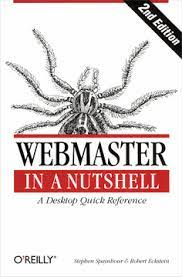 2nd Edition
WEBMASTER
IN A NUTSHELL
A Desktop Quick Reference
O'REILLY®
Stephen Spainhour & Robert Eckstein